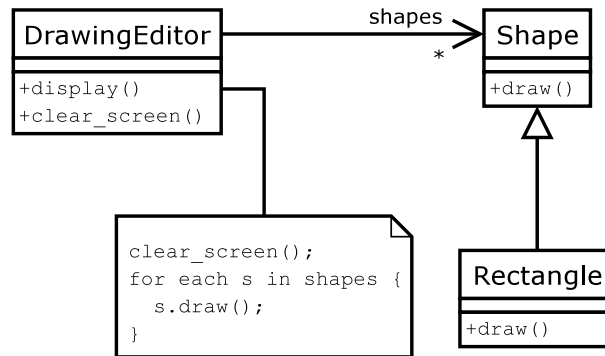 DrawingEditor
+display()
+clear_screen()
shapes
*
Shape
+draw()
clear_screen();
for each s in shapes {
  s.draw();
}
Rectangle
+draw()